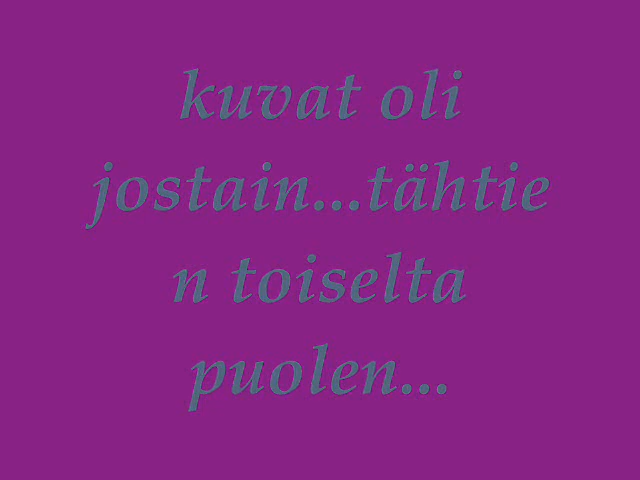 kuvat oli
jostain...tähtie
n toiselta
puolen...